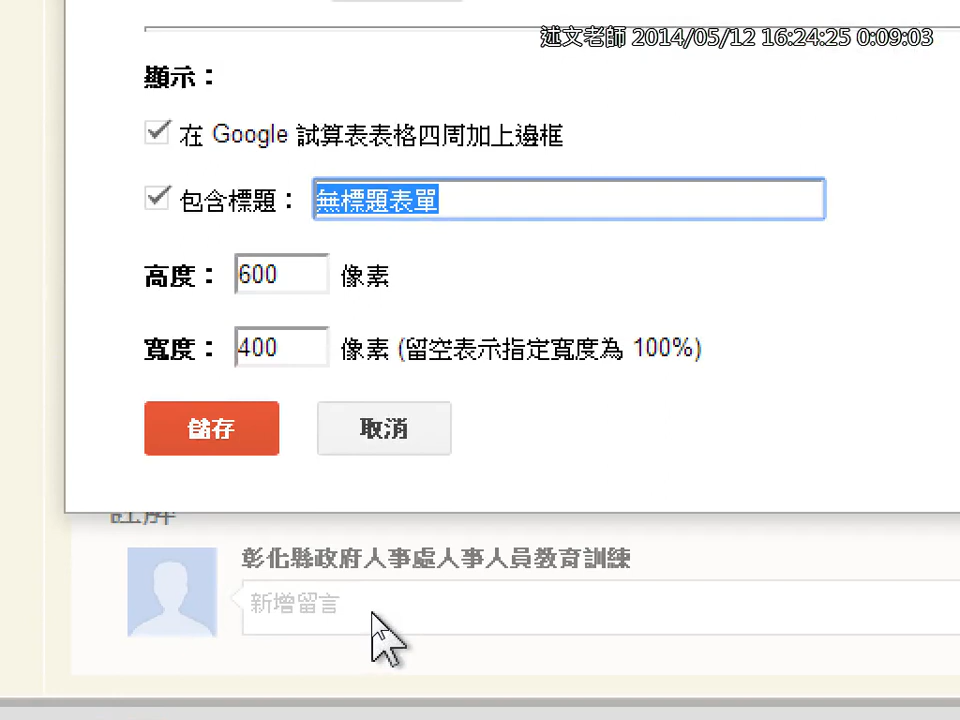 述文老師 2014/05/12 16:24:25 0:09:03
顯示：
在 Google 試算表表格四周加上邊框
包含標題： 無標題表單
高度： 600 像素
寬度： 400 像素 (留空表示指定寬度為 100%)
儲存 取消
註解
彰化縣政府人事處人事人員教育訓練
新增留言